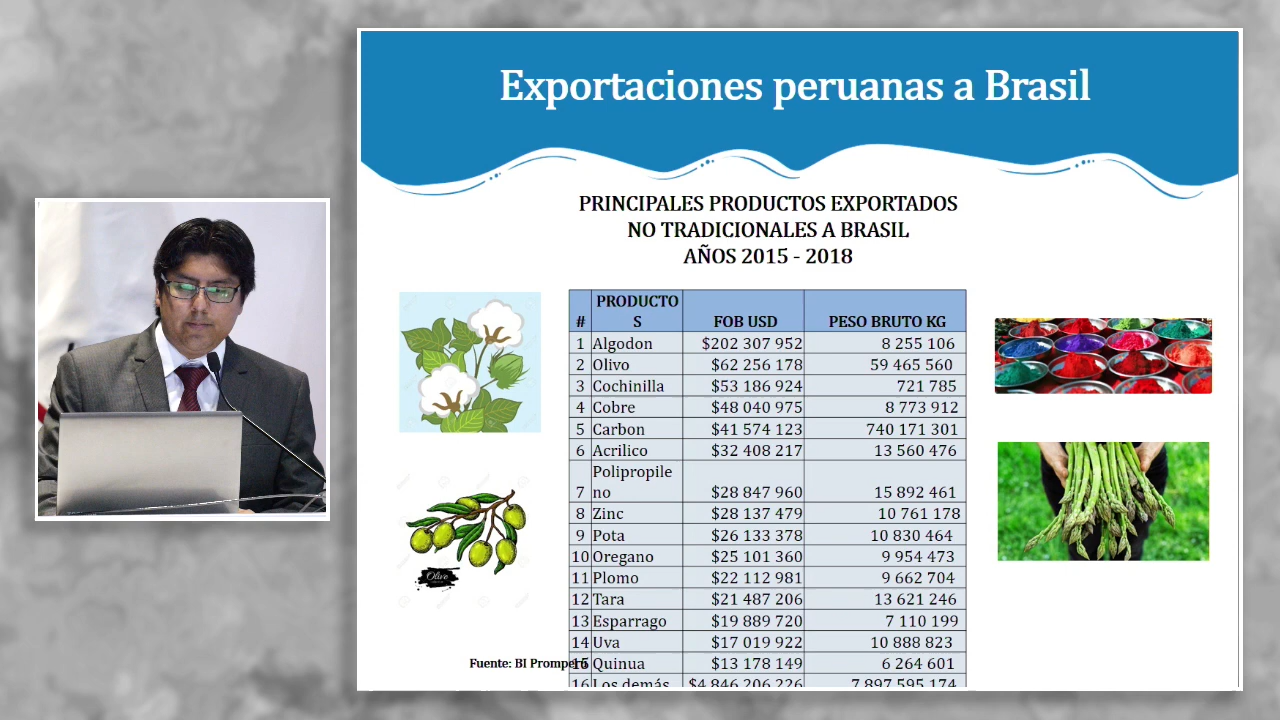 Exportaciones peruanas a Brasil
PRINCIPALES PRODUCTOS EXPORTADOS
NO TRADICIONALES A BRASIL
AÑOS 2015 - 2018
# PRODUCTOS FOB USD PESO BRUTO KG
1 Algodon $202 307 952 8 255 106
2 Olivo $62 256 178 59 465 560
3 Cochinilla $53 186 924 721 785
4 Cobre $48 040 975 8 773 912
5 Carbon $41 574 123 740 171 301
6 Acrilico $32 408 217 13 560 476
7 Polipropileno $28 847 960 15 892 461
8 Zinc $28 137 479 10 761 178
9 Pota $26 133 378 10 830 464
10 Oregano $25 101 360 9 954 473
11 Plomo $22 112 981 9 662 704
12 Tara $21 487 206 13 621 246
13 Esparrago $19 889 720 7 110 199
14 Uva $17 019 922 10 888 823
15 Quinua $13 178 149 6 264 601
16 Los demás $4 846 206 226 7 897 595 174
Fuente: BI Promperú
Olive